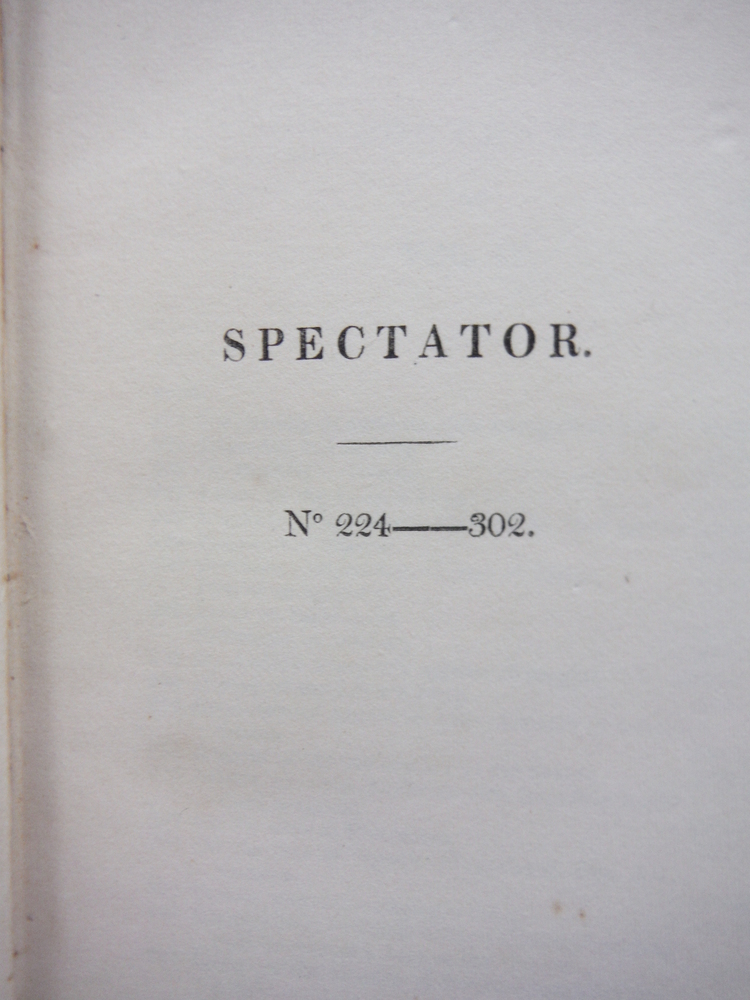 SPECTATOR.
Nº 224——302.